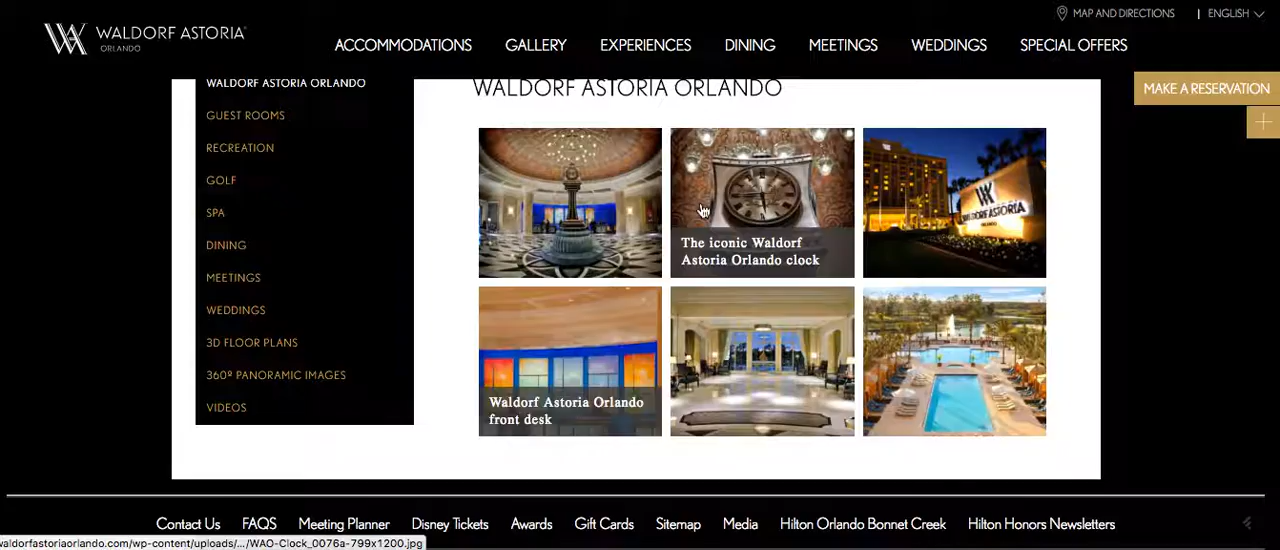 MAP AND DIRECTIONS | ENGLISH
WALDORF ASTORIA
ORLANDO
ACCOMMODATIONS GALLERY EXPERIENCES DINING MEETINGS WEDDINGS SPECIAL OFFERS
MAKE A RESERVATION
+
WALDORF ASTORIA ORLANDO
GUEST ROOMS
RECREATION
GOLF
SPA
DINING
MEETINGS
WEDDINGS
3D FLOOR PLANS
360º PANORAMIC IMAGES
VIDEOS
WALDORF ASTORIA ORLANDO
The iconic Waldorf
Astoria Orlando clock
WALDORF ASTORIA
Waldorf Astoria Orlando
front desk
Contact Us FAQS Meeting Planner Disney Tickets Awards Gift Cards Sitemap Media Hilton Orlando Bonnet Creek Hilton Honors Newsletters
waldorfastoriaorlando.com/wp-content/uploads/.../WAO-Clock_0076a-799x1200.jpg